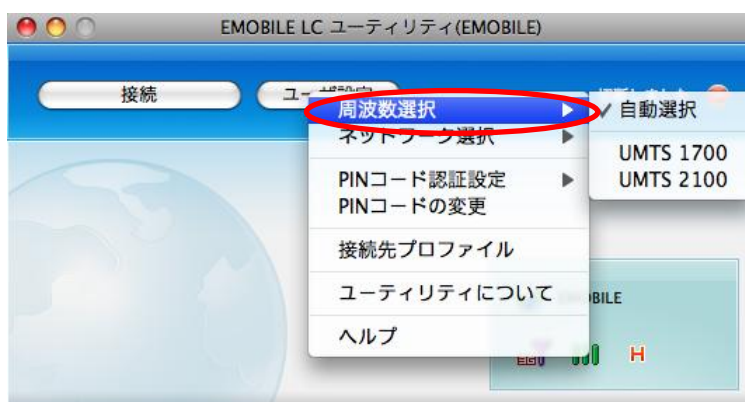 EMOBILE LC ユーティリティ(EMOBILE)
接続
周波数選択
自動選択
ネットワーク選択
UMTS 1700
UMTS 2100
PINコード認証設定
PINコードの変更
接続先プロファイル
ユーティリティについて
ヘルプ
H